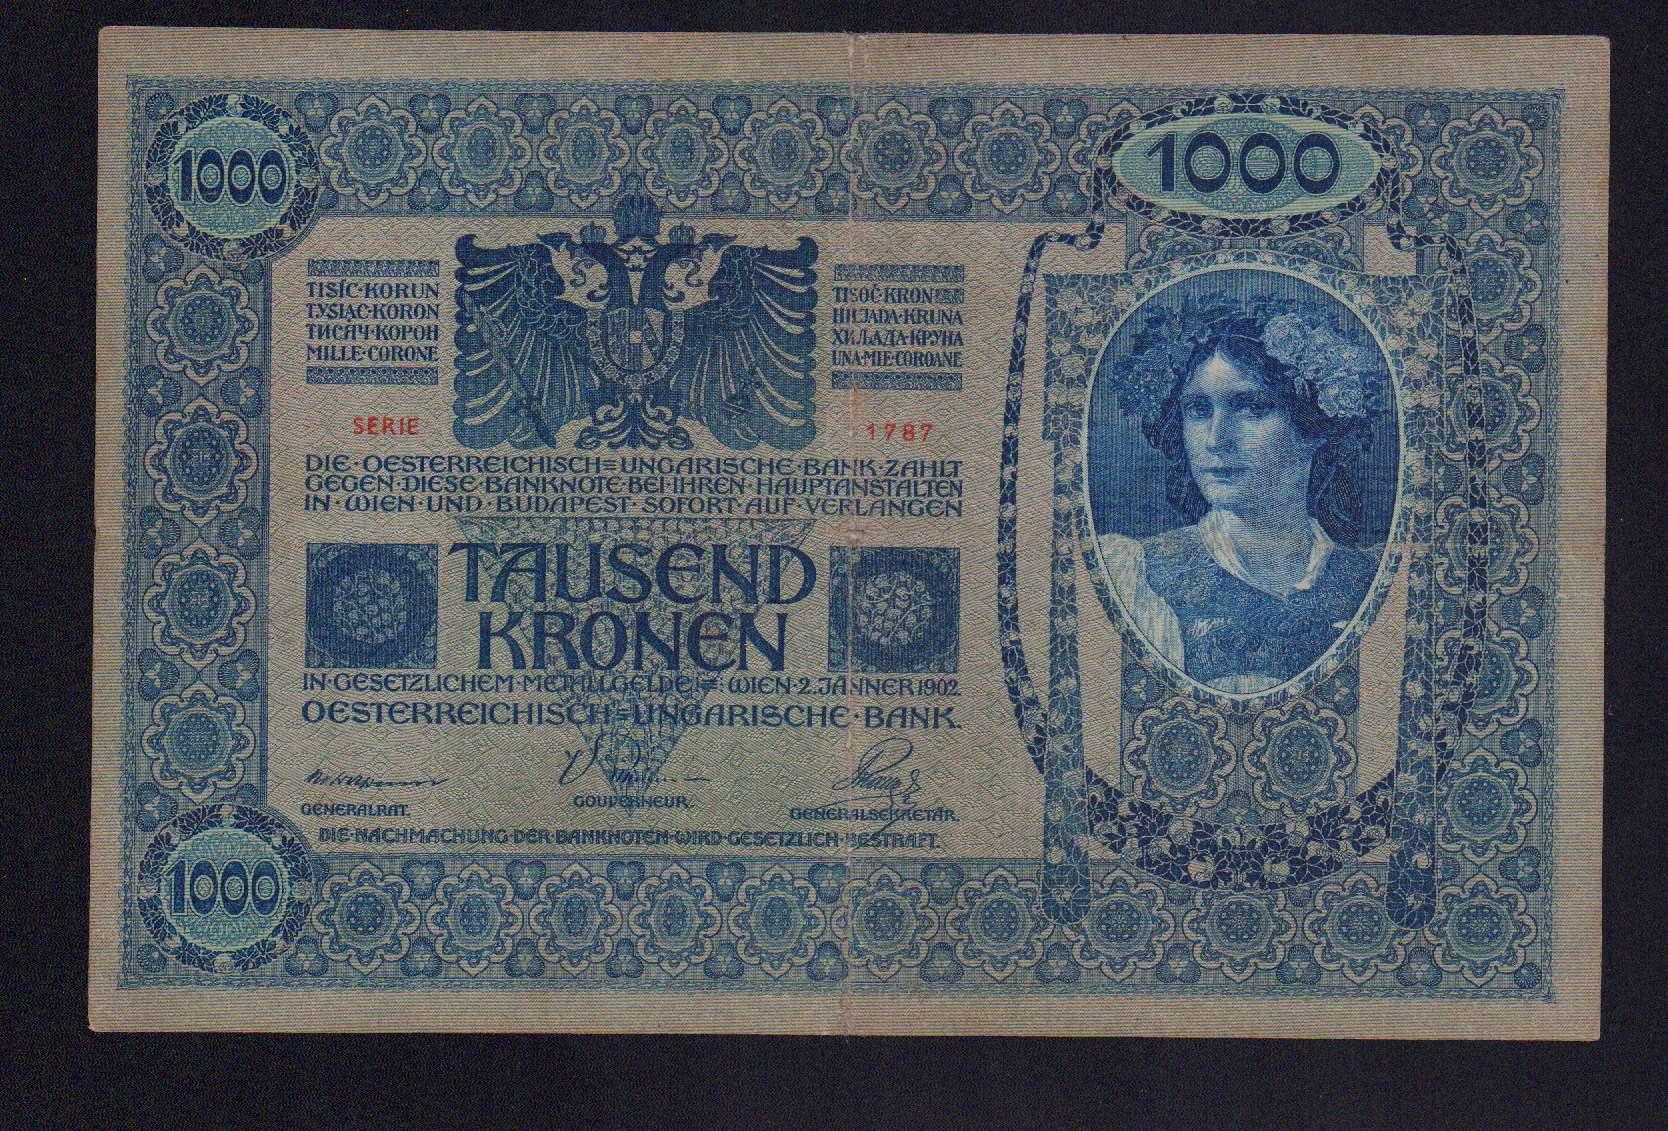 1000
1000
TISÍC·KORUN
TYSIĄC·KORON
ТИСЯЧ·КОРОН
MILLE·CORONE
TISOČ·KRON
HILJADA·KRUNA
ХИЉАДА·КРУНА
UNA·MIE·COROANE
SERIE 1787
DIE·OESTERREICHISCH=UNGARISCHE·BANK·ZAHLT
GEGEN·DIESE·BANKNOTE·BEI·IHREN·HAUPTANSTALTEN
IN·WIEN·UND·BUDAPEST·SOFORT·AUF·VERLANGEN
TAUSEND
KRONEN
IN·GESETZLICHEM·METALLGELDE=:WIEN·2.JÄNNER 1902.
OESTERREICHISCH=UNGARISCHE·BANK.
GENERALRAT.
GOUVERNEUR.
GENERALSEKRETÄR.
DIE·NACHMACHUNG·DER·BANKNOTEN·WIRD·GESETZLICH·BESTRAFT.
1000